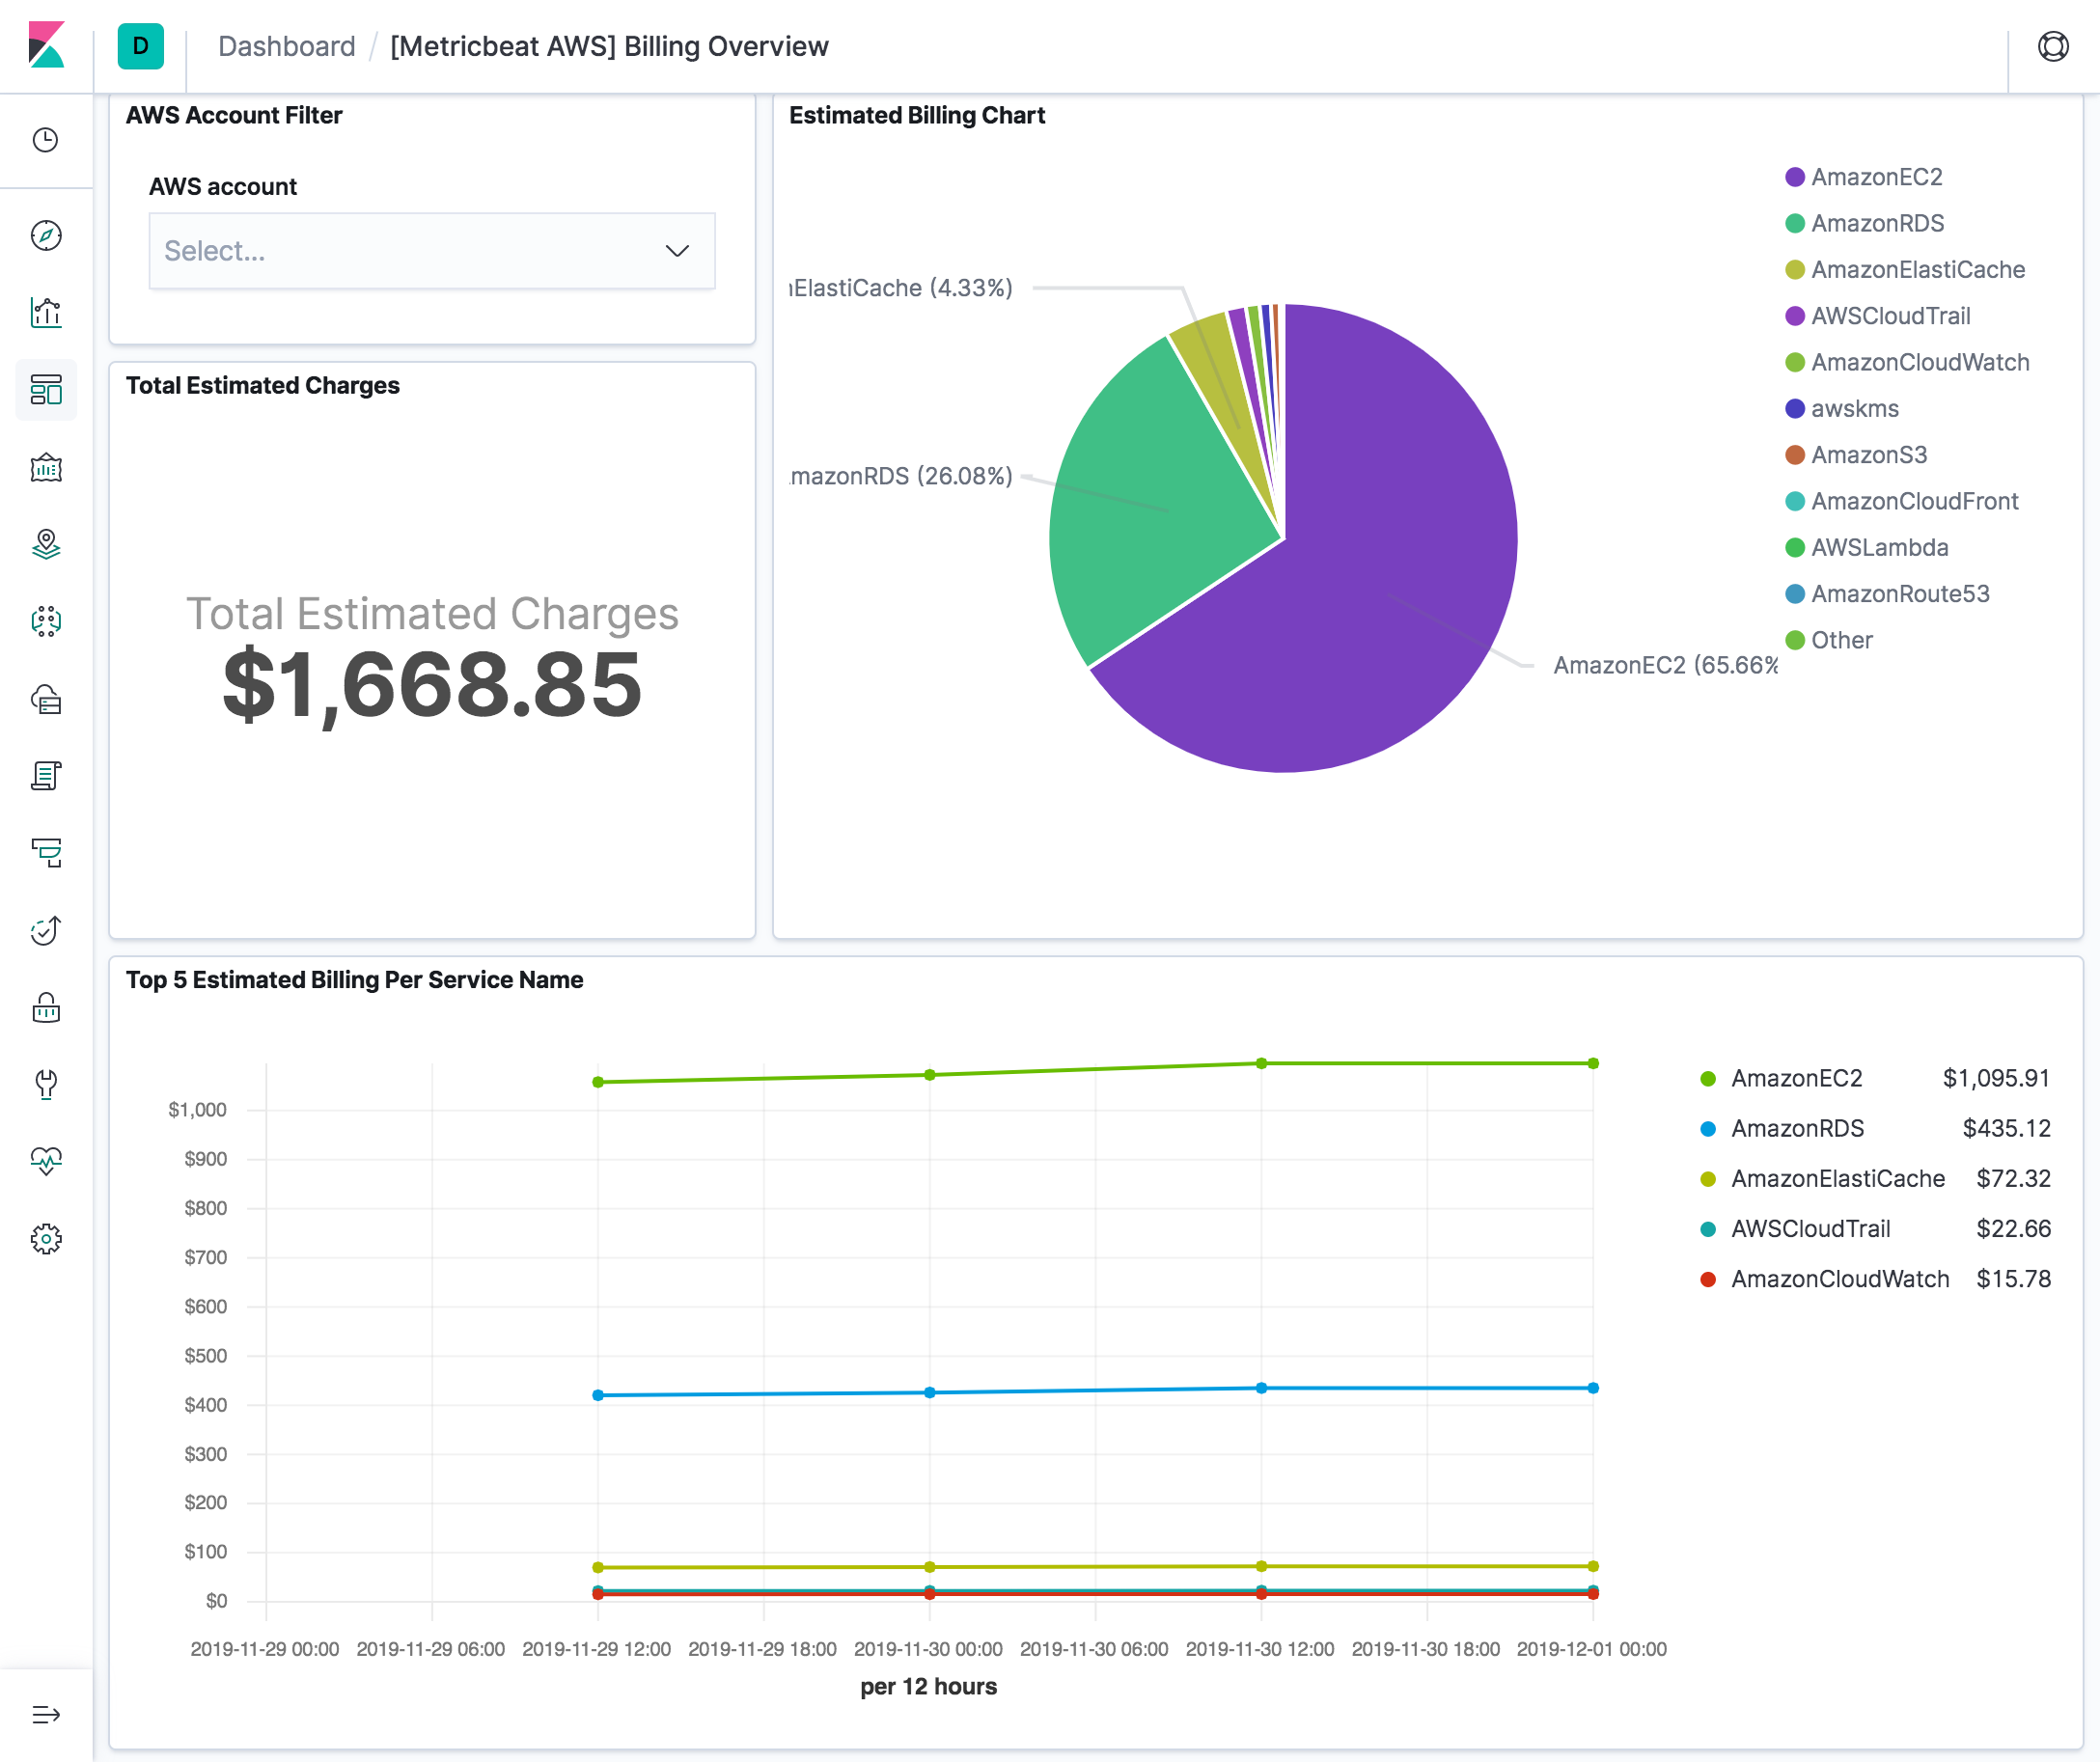 D
Dashboard / [Metricbeat AWS] Billing Overview
AWS Account Filter
AWS account
Select...
Total Estimated Charges
Total Estimated Charges
$1,668.85
Estimated Billing Chart
ElastiCache (4.33%)
mazonRDS (26.08%)
AmazonEC2 (65.66%
AmazonEC2
AmazonRDS
AmazonElastiCache
AWSCloudTrail
AmazonCloudWatch
awskms
AmazonS3
AmazonCloudFront
AWSLambda
AmazonRoute53
Other
Top 5 Estimated Billing Per Service Name
$1,000
$900
$800
$700
$600
$500
$400
$300
$200
$100
$0
2019-11-29 00:00 2019-11-29 06:00 2019-11-29 12:00 2019-11-29 18:00 2019-11-30 00:00 2019-11-30 06:00 2019-11-30 12:00 2019-11-30 18:00 2019-12-01 00:00
per 12 hours
AmazonEC2 $1,095.91
AmazonRDS $435.12
AmazonElastiCache $72.32
AWSCloudTrail $22.66
AmazonCloudWatch $15.78